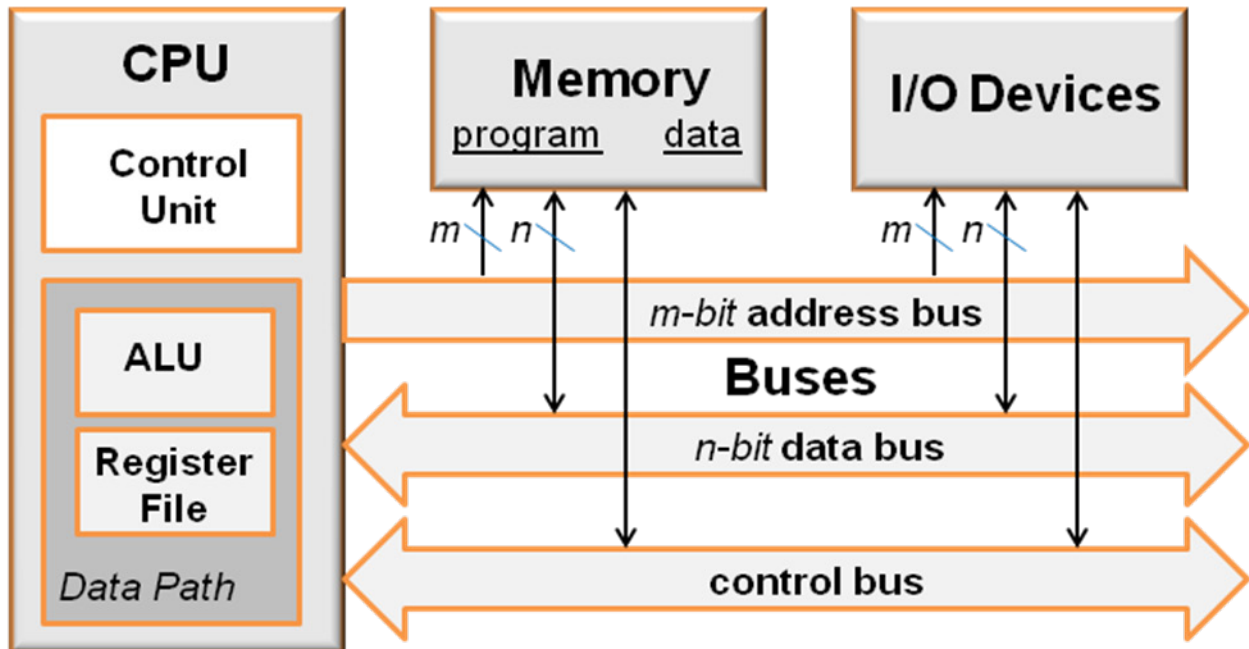 CPU
Control
Unit
ALU
Register
File
Data Path
Memory
program data
I/O Devices
m n
m n
m-bit address bus
Buses
n-bit data bus
control bus